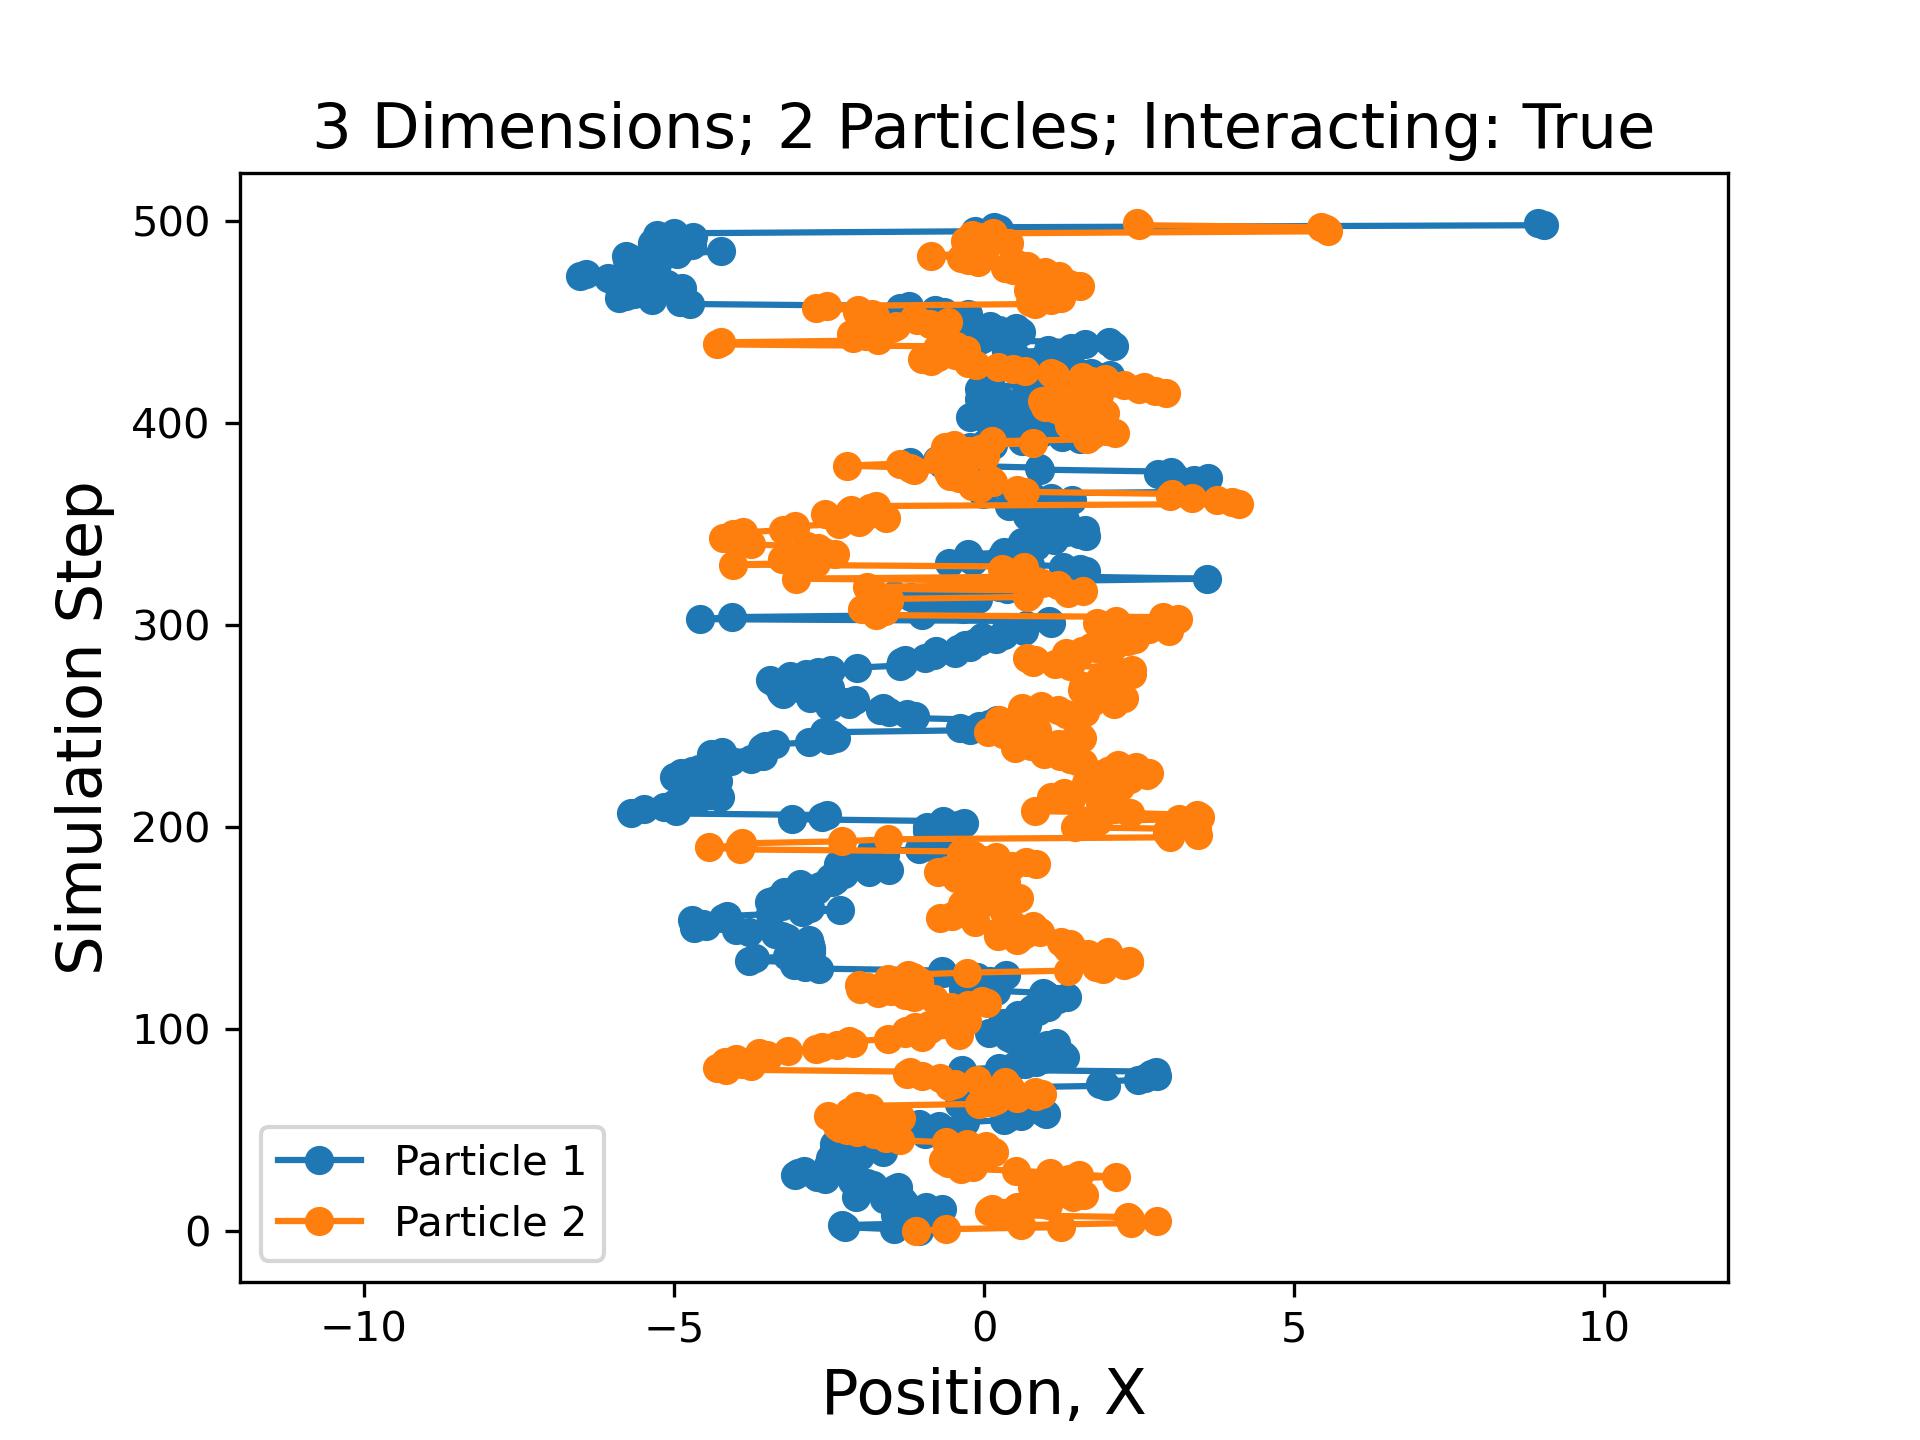 3 Dimensions; 2 Particles; Interacting: True
500
400
300
200
100
0
Simulation Step
Particle 1
Particle 2
−10
−5
0
5
10
Position, X